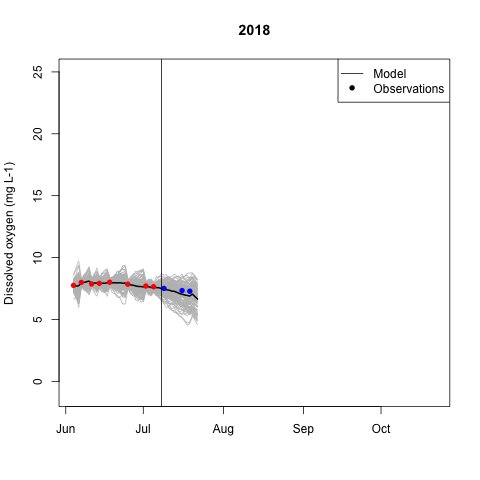 2018
Model
Observations
Dissolved oxygen (mg L-1)
25
20
15
10
5
0
Jun
Jul
Aug
Sep
Oct